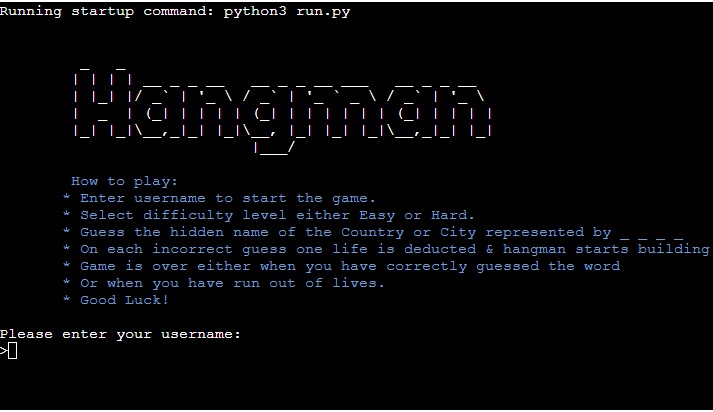 Running startup command: python3 run.py
Hangman
How to play:
* Enter username to start the game.
* Select difficulty level either Easy or Hard.
* Guess the hidden name of the Country or City represented by _ _ _ _
* On each incorrect guess one life is deducted & hangman starts building
* Game is over either when you have correctly guessed the word
* Or when you have run out of lives.
* Good Luck!
Please enter your username:
>